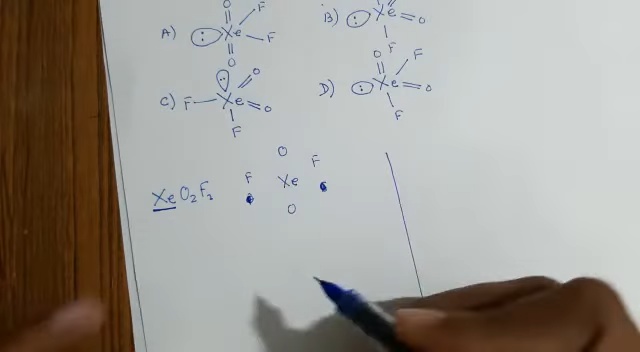 O F
A) : Xe F
O
B) : Xe O
F
O
C) F Xe O
F
O F
D) : Xe O
F
O
F Xe F
XeO₂F₂
O